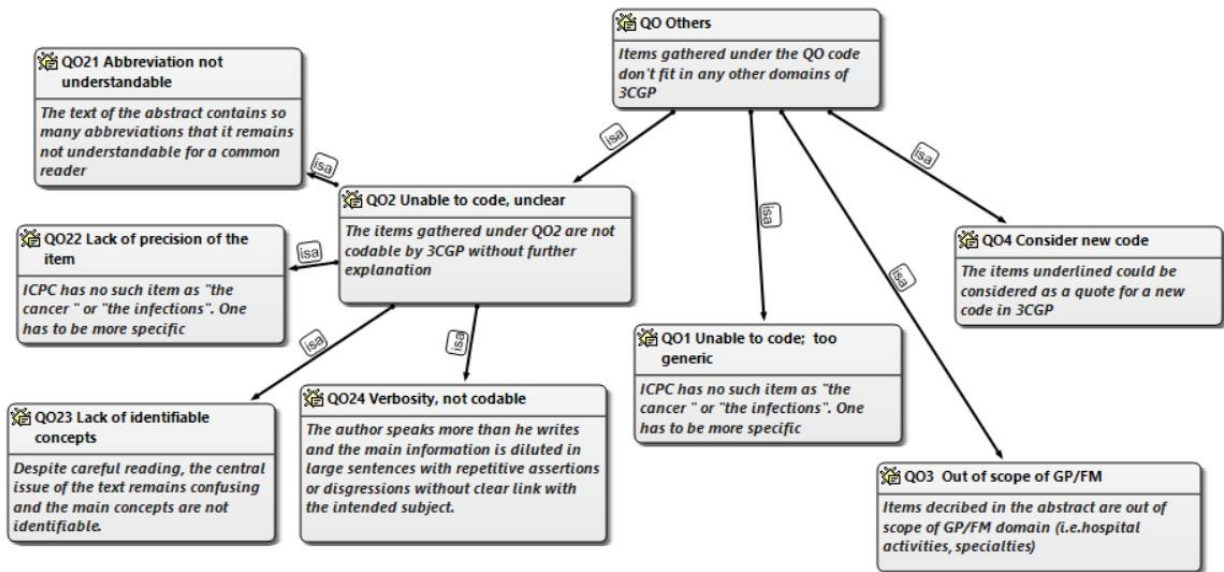 QO Others
Items gathered under the QO code
don't fit in any other domains of
3CGP
QO21 Abbreviation not
understandable
The text of the abstract contains so
many abbreviations that it remains
not understandable for a common
reader
isa
isa
QO2 Unable to code, unclear
The items gathered under QO2 are not
codable by 3CGP without further
explanation
isa
isa
QO22 Lack of precision of the
item
ICPC has no such item as "the
cancer " or "the infections". One
has to be more specific
isa
QO4 Consider new code
The items underlined could be
considered as a quote for a new
code in 3CGP
isa
isa
isa
QO1 Unable to code; too
generic
ICPC has no such item as "the
cancer " or "the infections". One
has to be more specific
QO23 Lack of identifiable
concepts
Despite careful reading, the central
issue of the text remains confusing
and the main concepts are not
identifiable.
QO24 Verbosity, not codable
The author speaks more than he writes
and the main information is diluted in
large sentences with repetitive assertions
or disgressions without clear link with
the intended subject.
QO3 Out of scope of GP/FM
Items decribed in the abstract are out of
scope of GP/FM domain (i.e.hospital
activities, specialties)